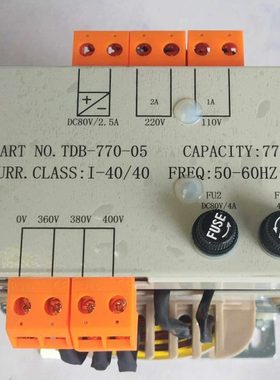 2A 1A
DC80V/2.5A 220V 110V
ART NO.TDB-770-05 CAPACITY:77
URR.CLASS:I-40/40 FREQ:50-60HZ
FU2
DC80V/4A
0V 360V 380V 400V
FUSE